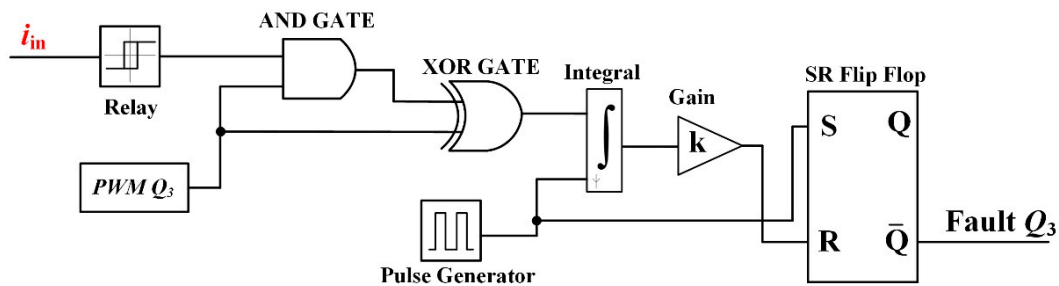 AND GATE
i_in
XOR GATE
Integral
SR Flip Flop
Relay
Gain
S
Q
∫
k
PWM Q₃
R
Q̄
Fault Q₃
Pulse Generator